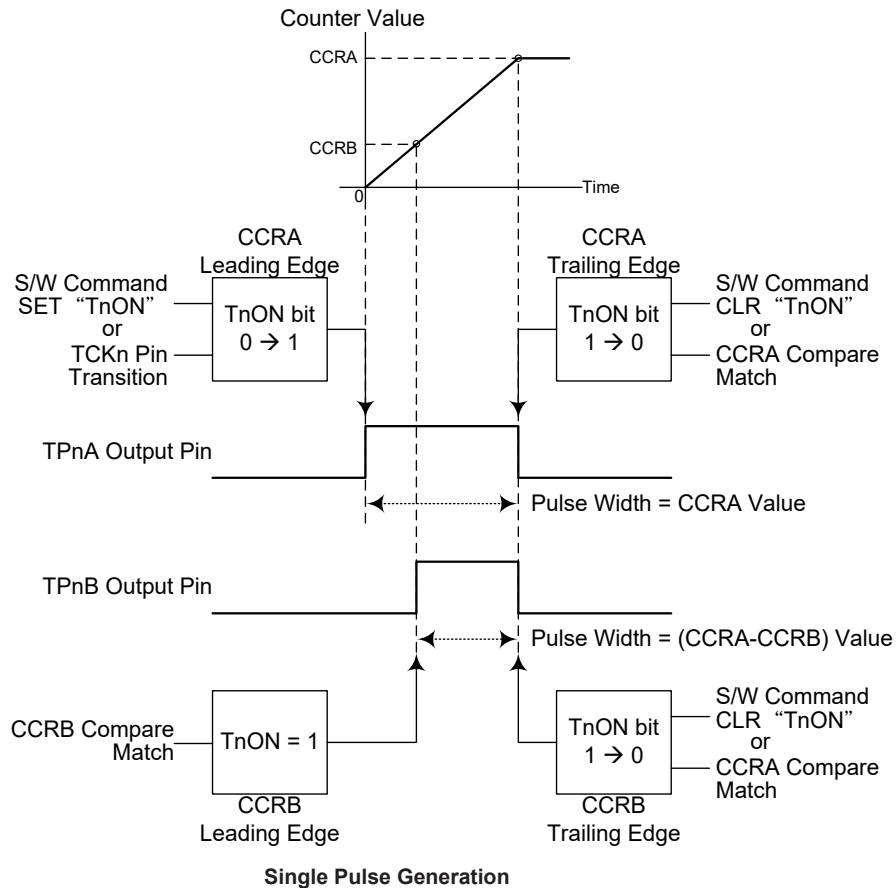 Counter Value
CCRA
CCRB
0
Time
CCRA
Leading Edge
CCRA
Trailing Edge
S/W Command
SET “TnON”
or
TCKn Pin
Transition
TnON bit
0 → 1
TnON bit
1 → 0
S/W Command
CLR “TnON”
or
CCRA Compare
Match
TPnA Output Pin
Pulse Width = CCRA Value
TPnB Output Pin
Pulse Width = (CCRA-CCRB) Value
CCRB Compare
Match
TnON = 1
CCRB
Leading Edge
TnON bit
1 → 0
CCRB
Trailing Edge
S/W Command
CLR “TnON”
or
CCRA Compare
Match
Single Pulse Generation